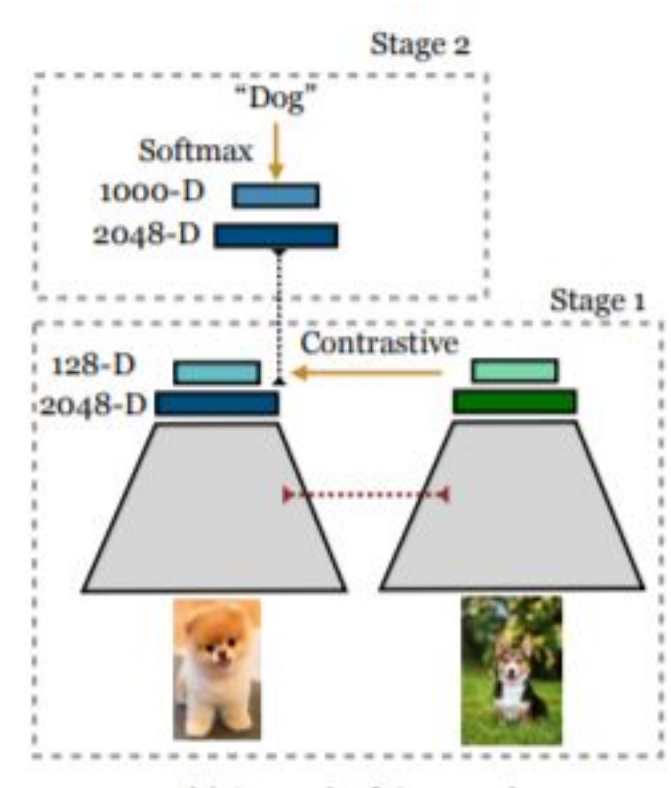 Stage 2
“Dog”
Softmax
1000-D
2048-D
Stage 1
Contrastive
128-D
2048-D